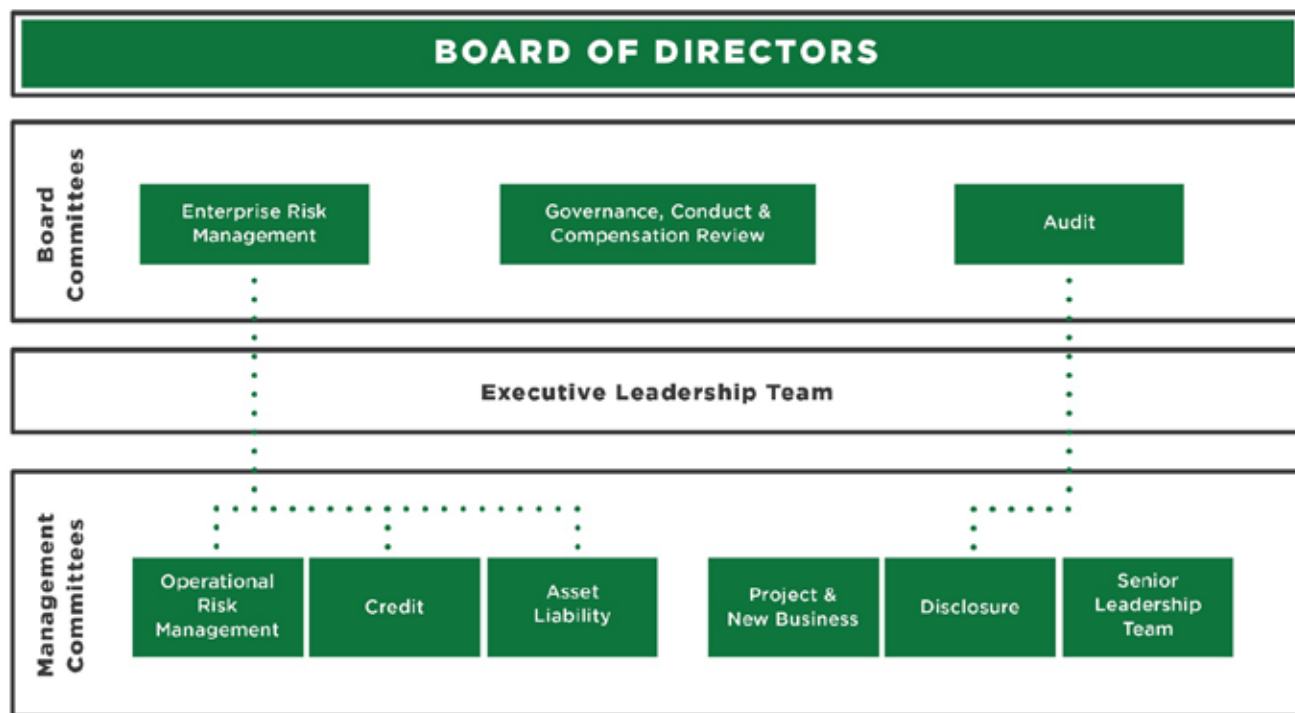 BOARD OF DIRECTORS
Board
Committees
Enterprise Risk
Management
Governance, Conduct &
Compensation Review
Audit
Executive Leadership Team
Management
Committees
Operational
Risk
Management
Credit
Asset
Liability
Project &
New Business
Disclosure
Senior
Leadership
Team